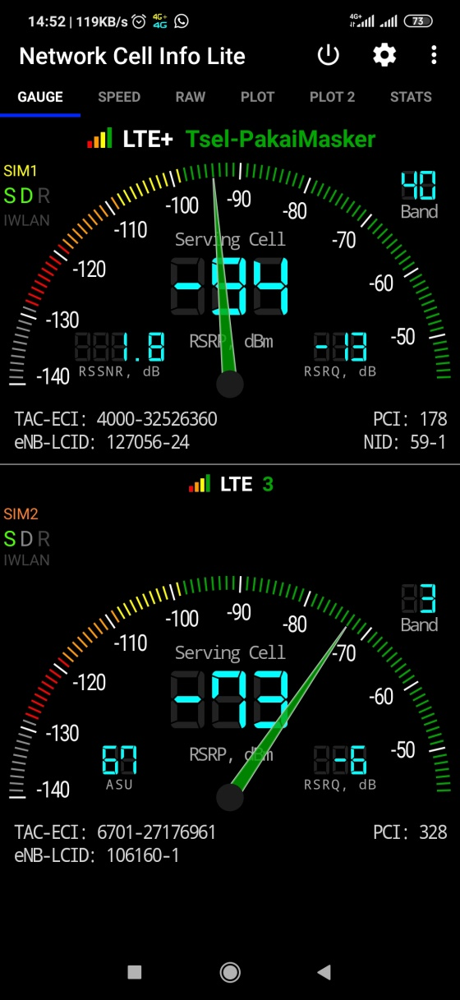 14:52 | 119KB/s 4G+ 4G 4G+ 73
Network Cell Info Lite
GAUGE SPEED RAW PLOT PLOT 2 STATS
LTE+ Tsel-PakaiMasker
SIM1
S D R
IWLAN
40
Band
-140 -130 -120 -110 -100 -90 -80 -70 -60 -50
Serving Cell
-94
RSRP, dBm
1.8
RSSNR, dB
-13
RSRQ, dB
TAC-ECI: 4000-32526360 PCI: 178
eNB-LCID: 127056-24 NID: 59-1
LTE 3
SIM2
S D R
IWLAN
3
Band
-140 -130 -120 -110 -100 -90 -80 -70 -60 -50
Serving Cell
-73
RSRP, dBm
67
ASU
-6
RSRQ, dB
TAC-ECI: 6701-27176961 PCI: 328
eNB-LCID: 106160-1